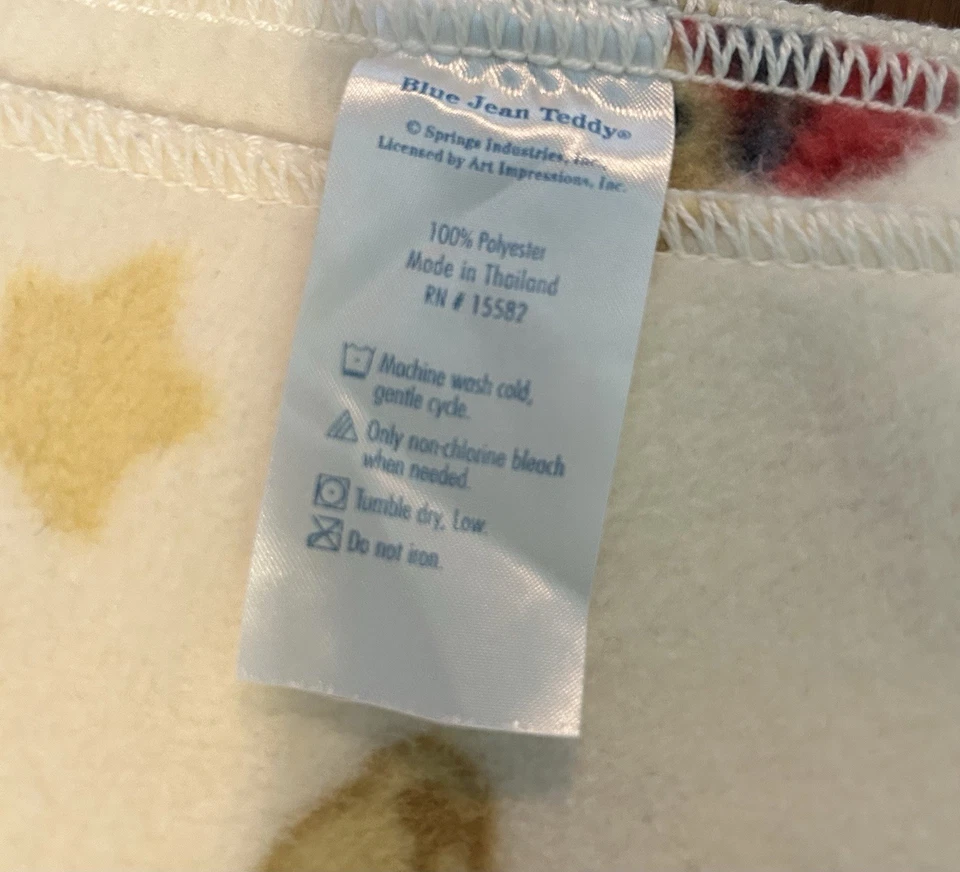 Blue Jean Teddy®
© Springs Industries, Inc.
Licensed by Art Impressions, Inc.
100% Polyester
Made in Thailand
RN # 15582
Machine wash cold,
gentle cycle.
Only non-chlorine bleach
when needed.
Tumble dry, Low.
Do not iron.